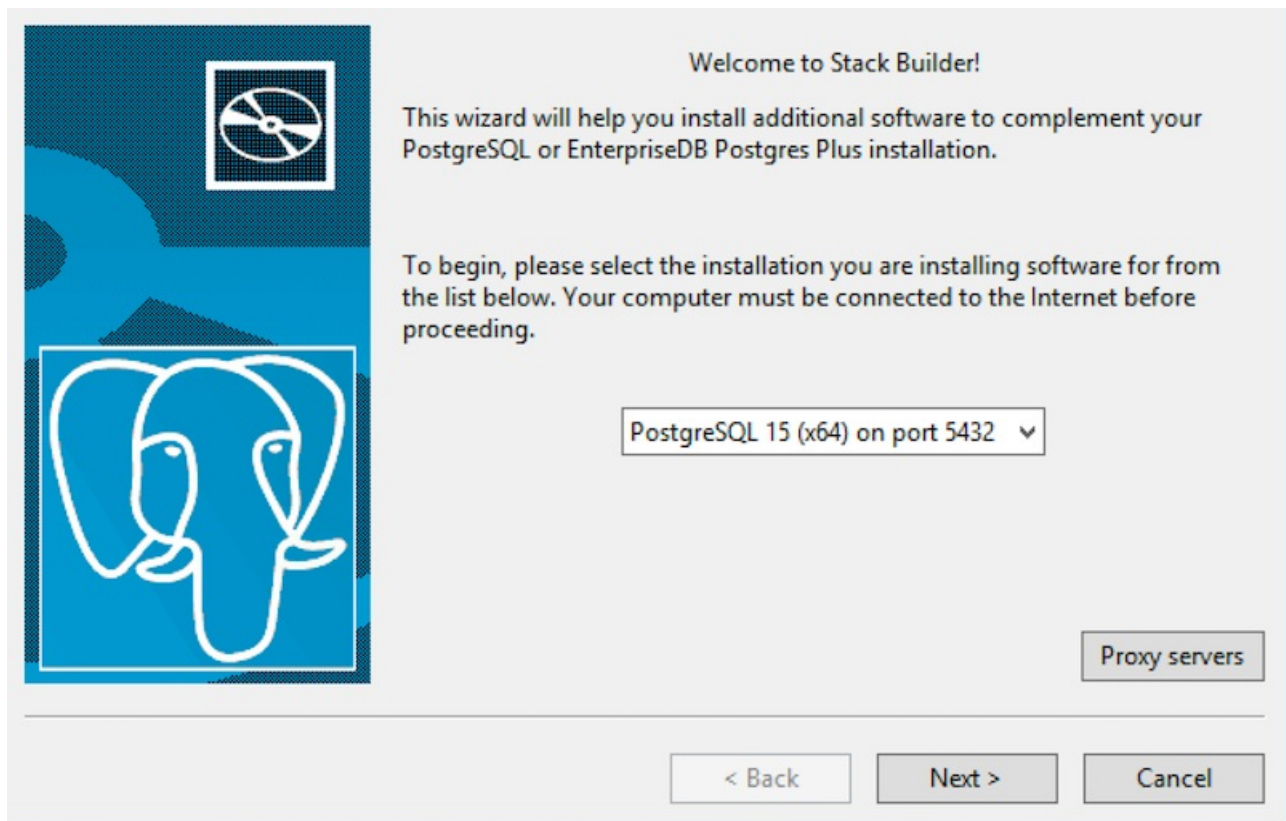 Welcome to Stack Builder!
This wizard will help you install additional software to complement your
PostgreSQL or EnterpriseDB Postgres Plus installation.
To begin, please select the installation you are installing software for from
the list below. Your computer must be connected to the Internet before
proceeding.
PostgreSQL 15 (x64) on port 5432
Proxy servers
< Back
Next >
Cancel